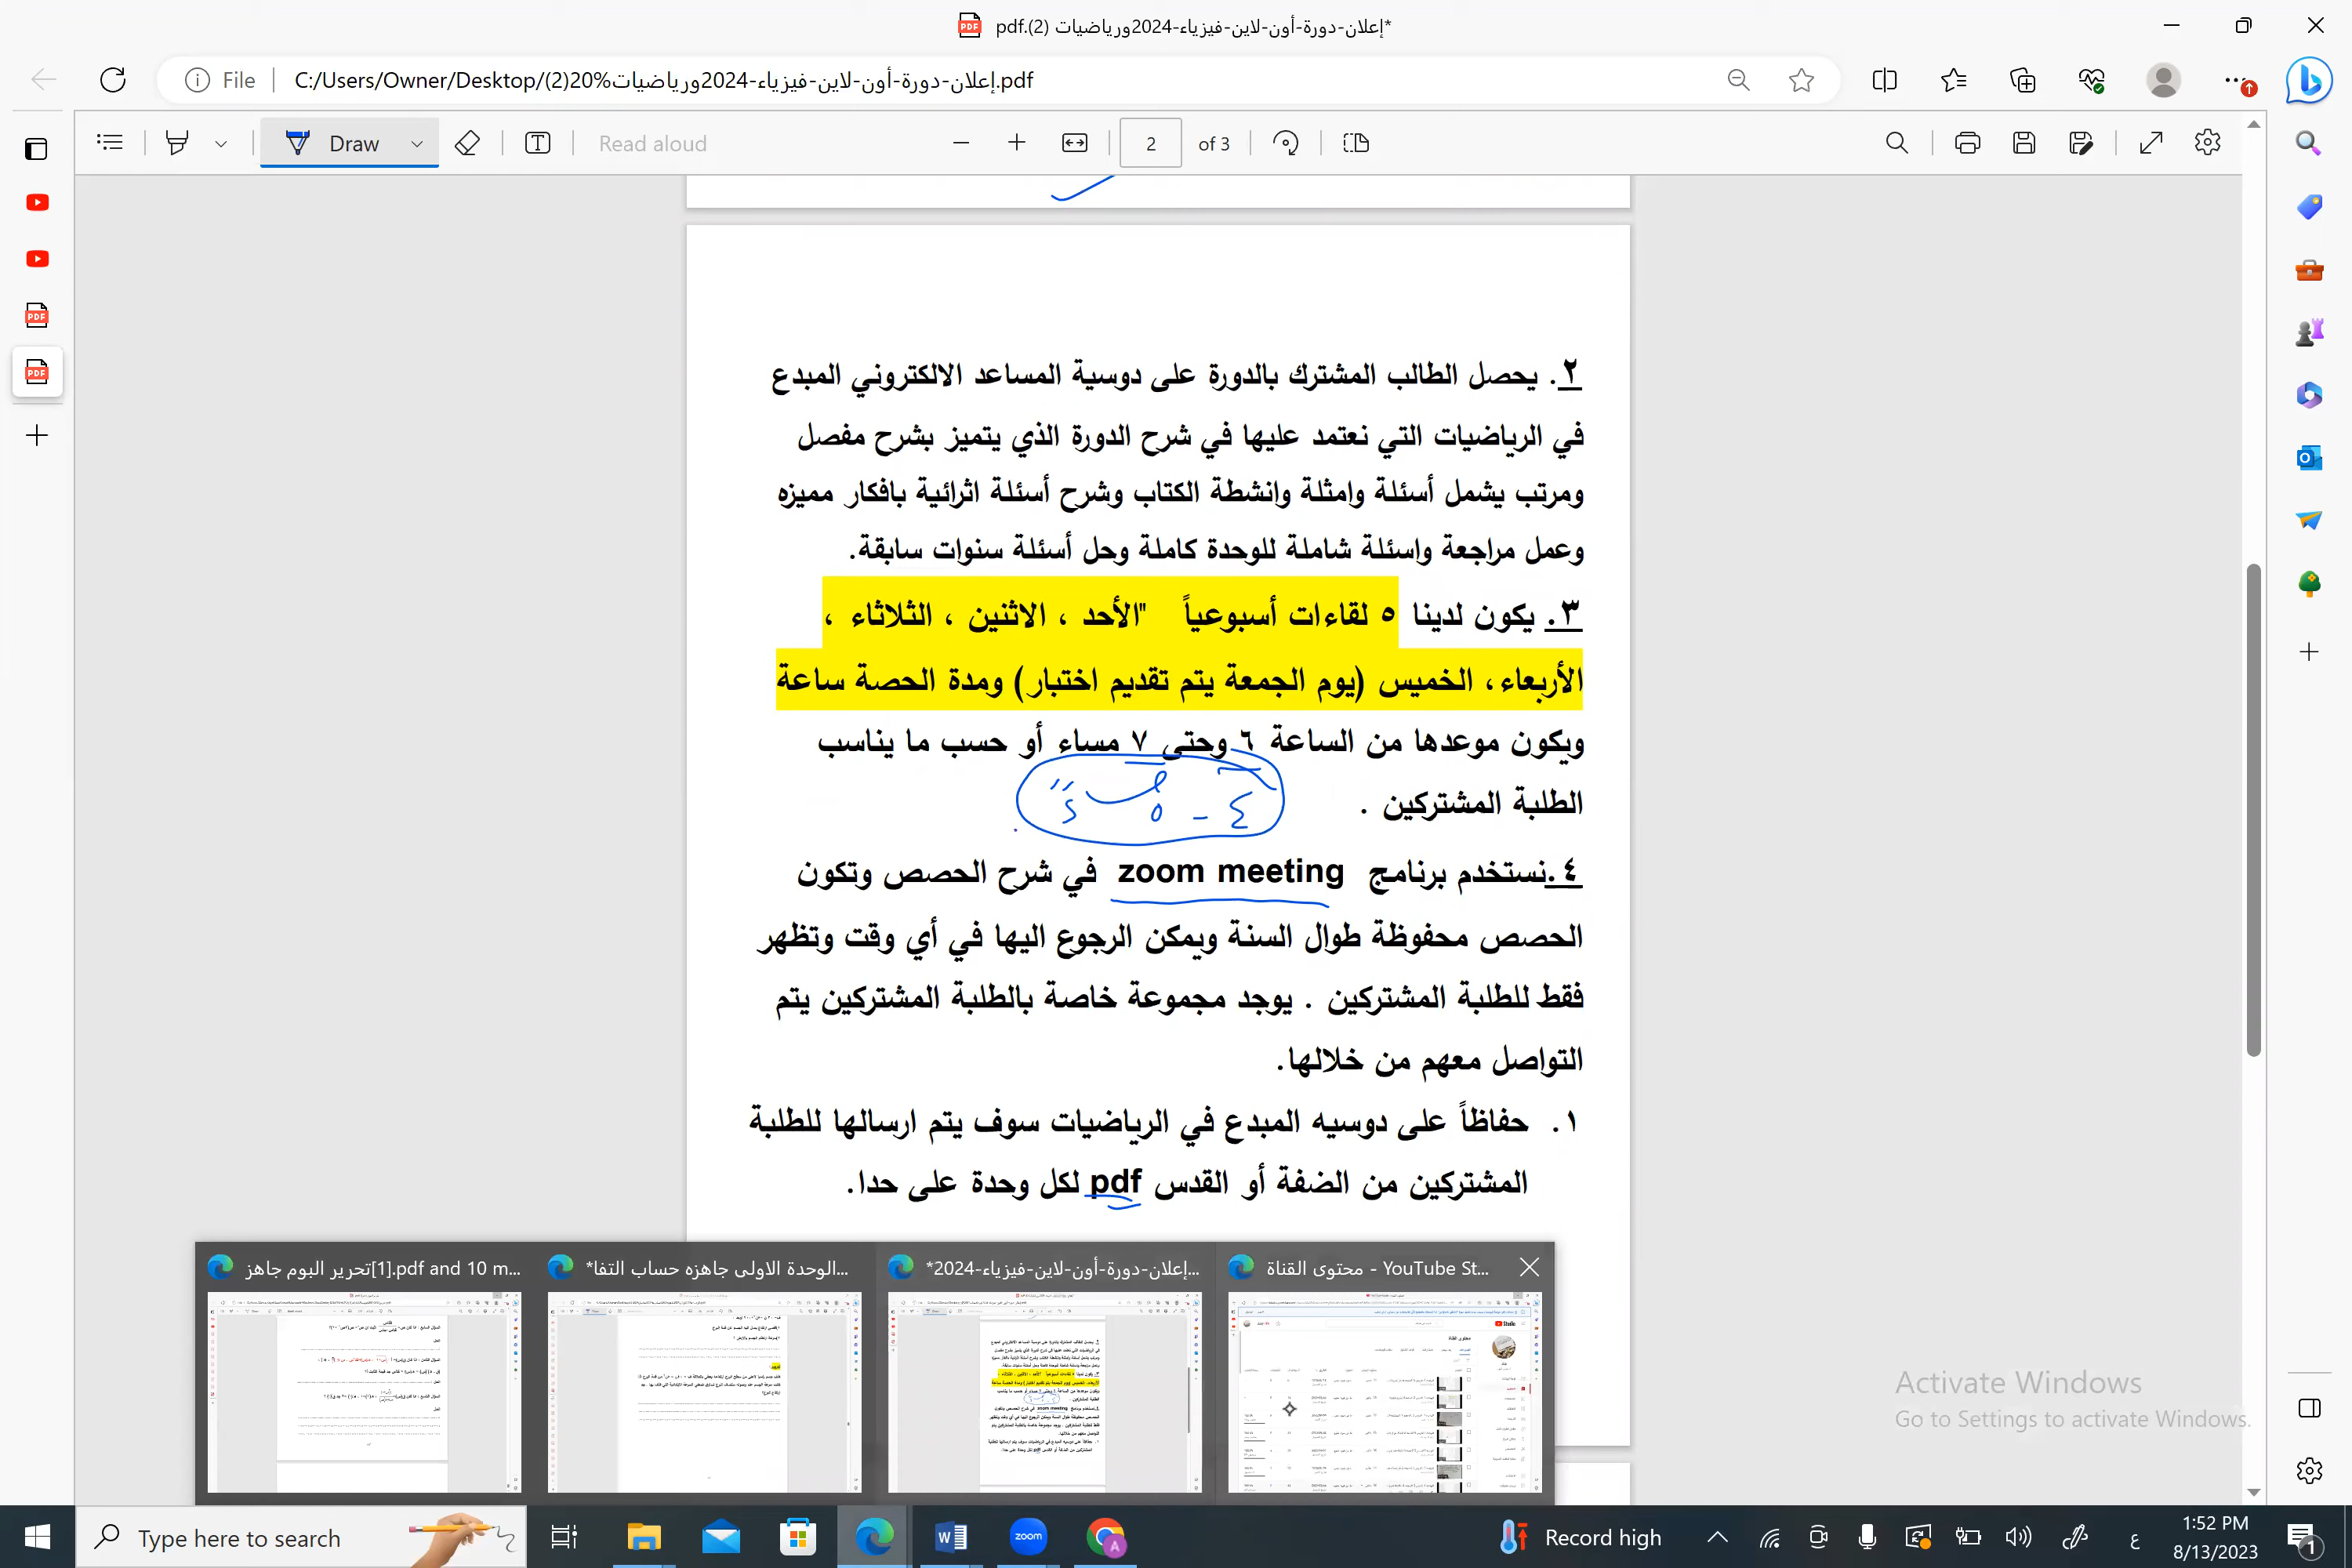 *إعلان-دورة-أون-لاين-فيزياء-2024ورياضيات (2).pdf
File
C:/Users/Owner/Desktop/(2)20%إعلان-دورة-أون-لاين-فيزياء-2024ورياضيات.pdf
Draw
Read aloud
2 of 3
٢. يحصل الطالب المشترك بالدورة على دوسية المساعد الالكتروني المبدع
في الرياضيات التي نعتمد عليها في شرح الدورة الذي يتميز بشرح مفصل
ومرتب يشمل أسئلة وامثلة وانشطة الكتاب وشرح أسئلة اثرائية بافكار مميزه
وعمل مراجعة واسئلة شاملة للوحدة كاملة وحل أسئلة سنوات سابقة.
٣. يكون لدينا ٥ لقاءات أسبوعياً "الأحد ، الاثنين ، الثلاثاء ،
الأربعاء، الخميس (يوم الجمعة يتم تقديم اختبار) ومدة الحصة ساعة
ويكون موعدها من الساعة ٦ وحتى ٧ مساء أو حسب ما يناسب
الطلبة المشتركين .
٤ - ٥
٤.نستخدم برنامج zoom meeting في شرح الحصص وتكون
الحصص محفوظة طوال السنة ويمكن الرجوع اليها في أي وقت وتظهر
فقط للطلبة المشتركين . يوجد مجموعة خاصة بالطلبة المشتركين يتم
التواصل معهم من خلالها.
١. حفاظاً على دوسيه المبدع في الرياضيات سوف يتم ارسالها للطلبة
المشتركين من الضفة أو القدس pdf لكل وحدة على حدا.
تحرير اليوم جاهز[1].pdf and 10 m...
*الوحدة الاولى جاهزه حساب التفا...
*إعلان-دورة-أون-لاين-فيزياء-2024...
محتوى القناة - YouTube St...
Activate Windows
Go to Settings to activate Windows.
Type here to search
zoom
Record high
ع
1:52 PM
8/13/2023
1